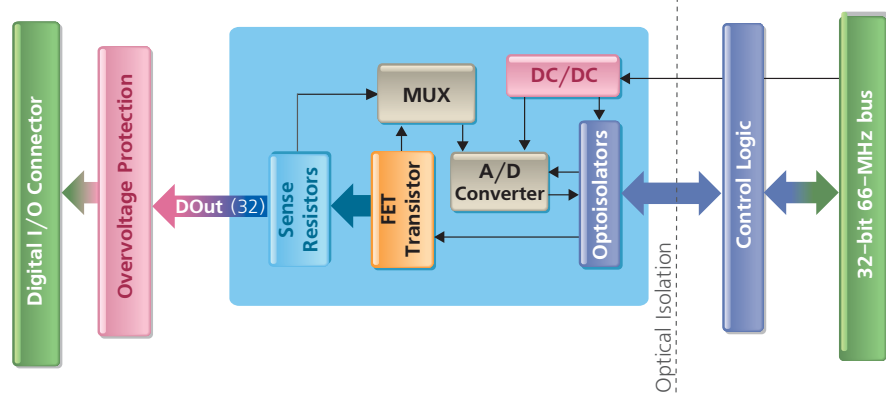 Digital I/O Connector
Overvoltage Protection
DOut (32)
Sense
Resistors
MUX
FET
Transistor
A/D
Converter
DC/DC
Optoisolators
Optical Isolation
Control Logic
32-bit 66-MHz bus